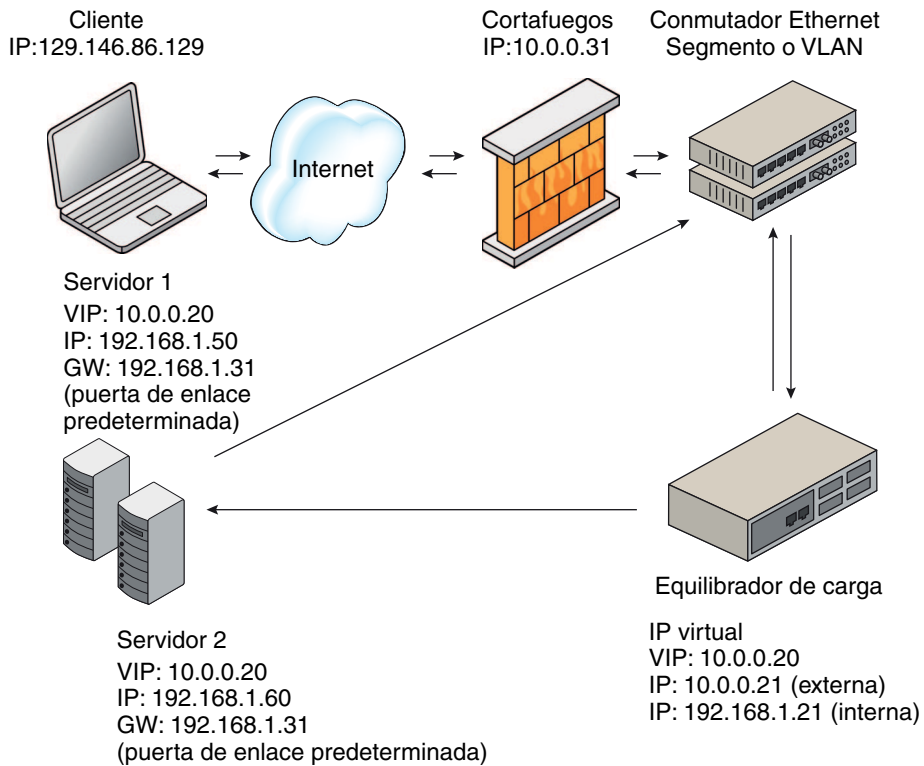 Cliente
IP:129.146.86.129
Cortafuegos
IP:10.0.0.31
Conmutador Ethernet
Segmento o VLAN
Internet
Servidor 1
VIP: 10.0.0.20
IP: 192.168.1.50
GW: 192.168.1.31
(puerta de enlace
predeterminada)
Equilibrador de carga
IP virtual
VIP: 10.0.0.20
IP: 10.0.0.21 (externa)
IP: 192.168.1.21 (interna)
Servidor 2
VIP: 10.0.0.20
IP: 192.168.1.60
GW: 192.168.1.31
(puerta de enlace predeterminada)